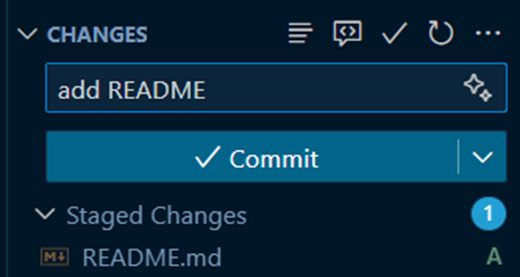 CHANGES
add README
Commit
Staged Changes 1
M↓ README.md A